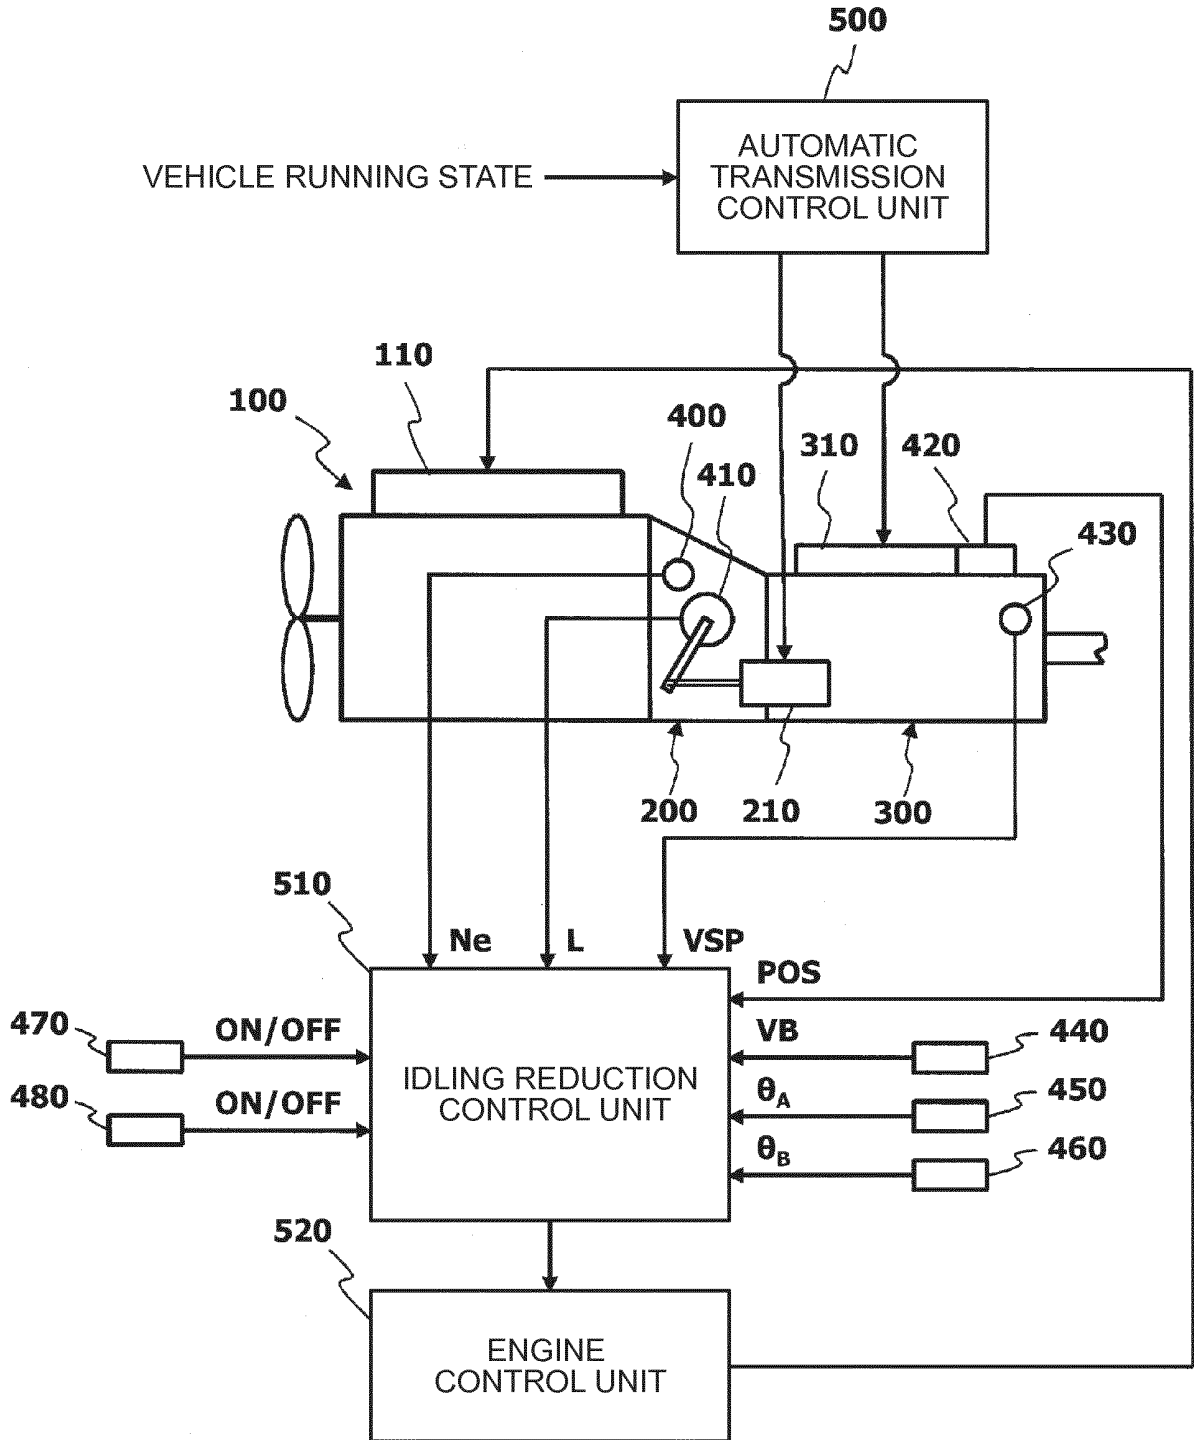 500
AUTOMATIC
TRANSMISSION
CONTROL UNIT
VEHICLE RUNNING STATE
110
100
400
410
310
420
430
200
210
300
510
Ne
L
VSP
POS
470
ON/OFF
VB
440
IDLING REDUCTION
CONTROL UNIT
480
ON/OFF
θA
450
θB
460
520
ENGINE
CONTROL UNIT